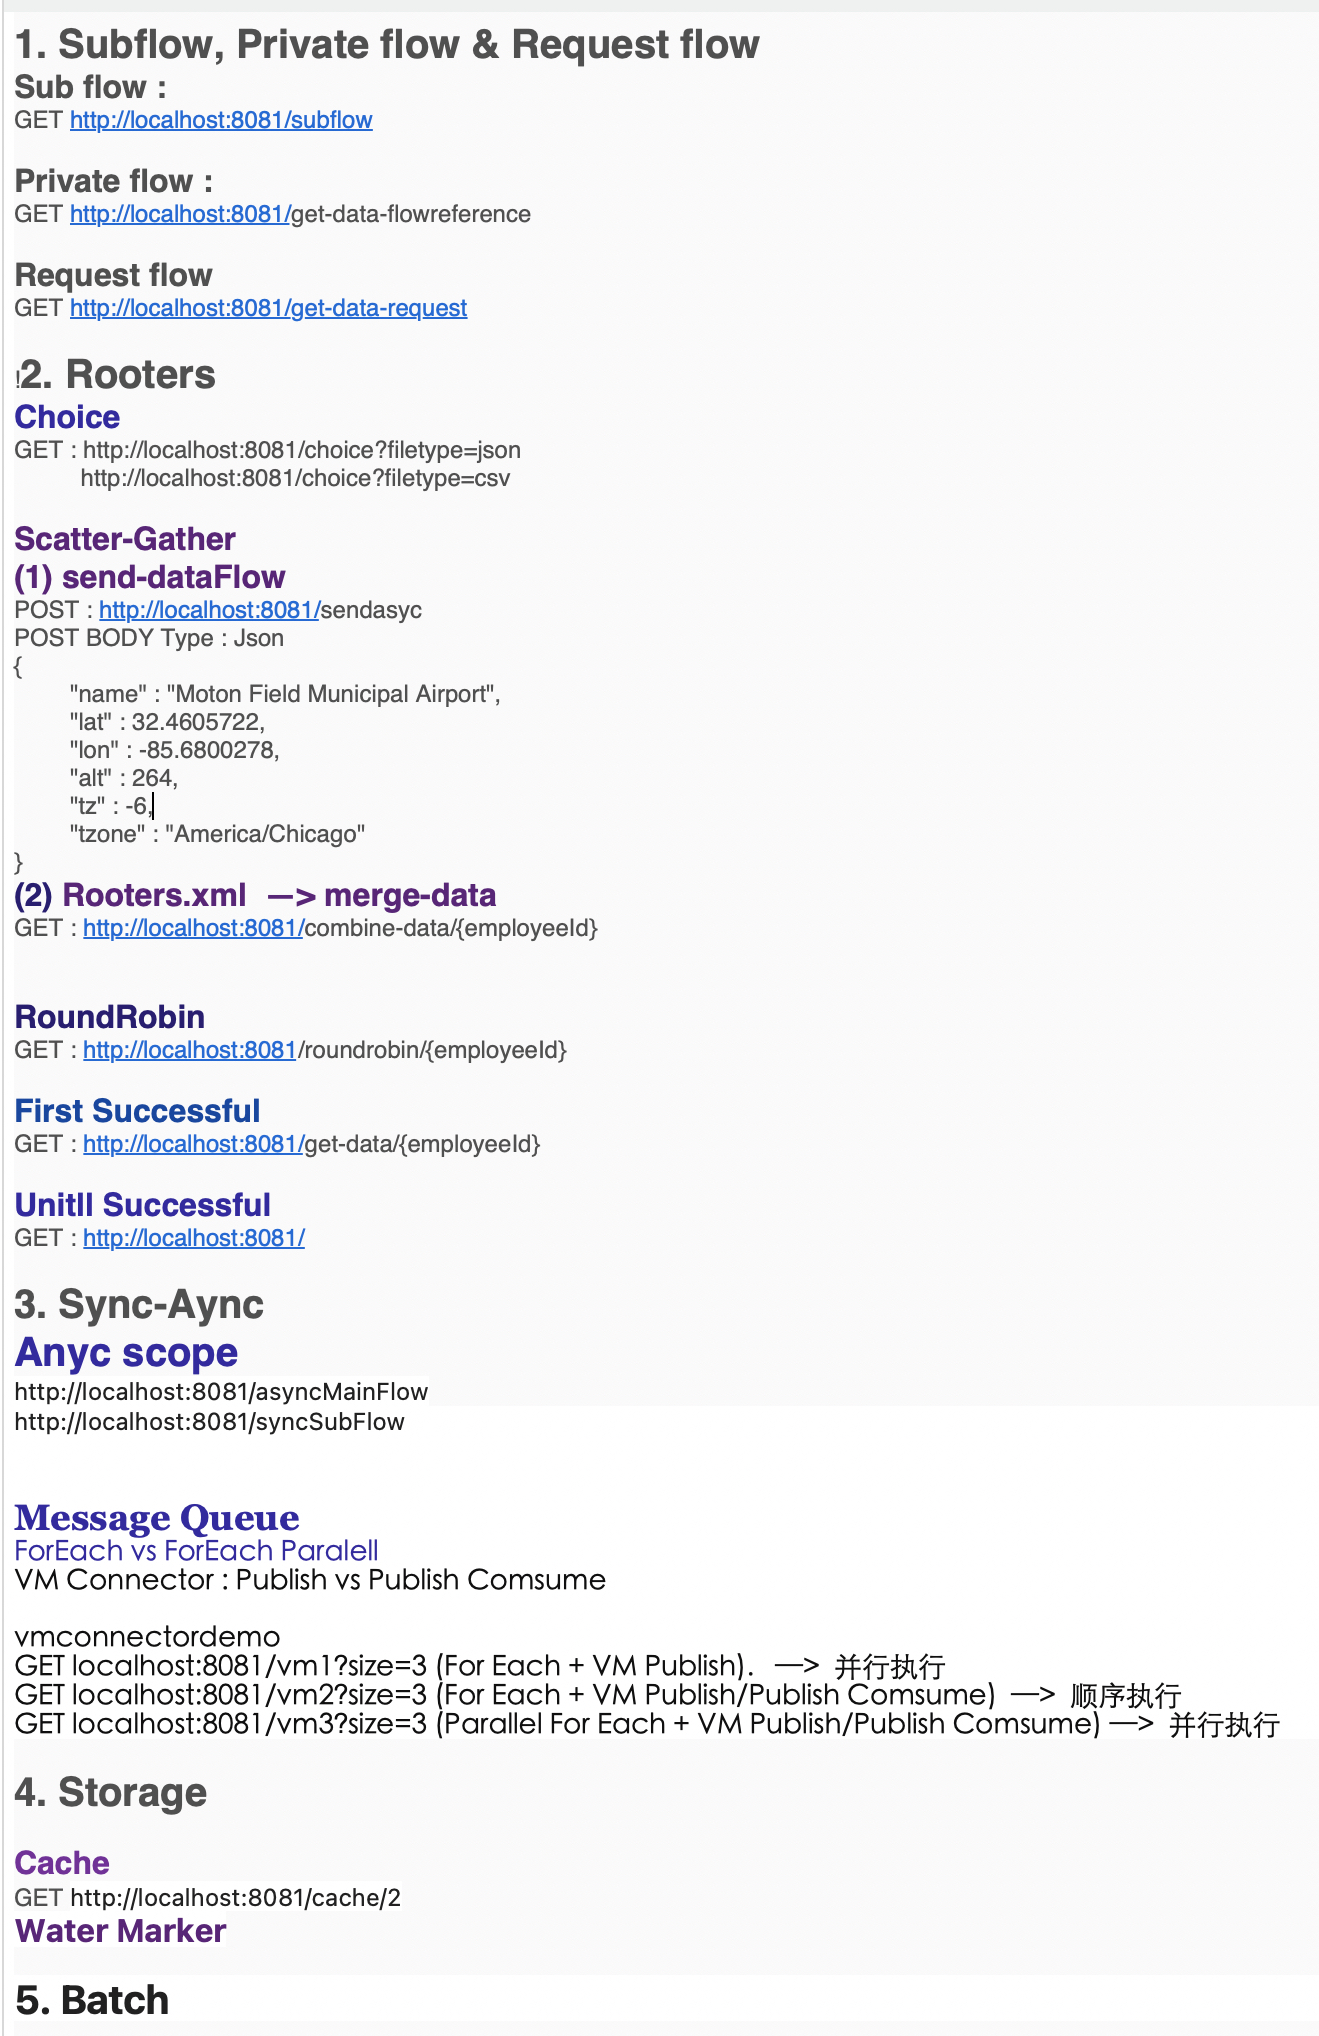 1. Subflow, Private flow & Request flow
Sub flow :
GET http://localhost:8081/subflow
Private flow :
GET http://localhost:8081/get-data-flowreference
Request flow
GET http://localhost:8081/get-data-request
!2. Rooters
Choice
GET : http://localhost:8081/choice?filetype=json
http://localhost:8081/choice?filetype=csv
Scatter-Gather
(1) send-dataFlow
POST : http://localhost:8081/sendasyc
POST BODY Type : Json
{
"name" : "Moton Field Municipal Airport",
"lat" : 32.4605722,
"lon" : -85.6800278,
"alt" : 264,
"tz" : -6,
"tzone" : "America/Chicago"
}
(2) Rooters.xml —> merge-data
GET : http://localhost:8081/combine-data/{employeeId}
RoundRobin
GET : http://localhost:8081/roundrobin/{employeeId}
First Successful
GET : http://localhost:8081/get-data/{employeeId}
Unitll Successful
GET : http://localhost:8081/
3. Sync-Aync
Anyc scope
http://localhost:8081/asyncMainFlow
http://localhost:8081/syncSubFlow
Message Queue
ForEach vs ForEach Paralell
VM Connector : Publish vs Publish Comsume
vmconnectordemo
GET localhost:8081/vm1?size=3 (For Each + VM Publish). —> 并行执行
GET localhost:8081/vm2?size=3 (For Each + VM Publish/Publish Comsume) —> 顺序执行
GET localhost:8081/vm3?size=3 (Parallel For Each + VM Publish/Publish Comsume) —> 并行执行
4. Storage
Cache
GET http://localhost:8081/cache/2
Water Marker
5. Batch